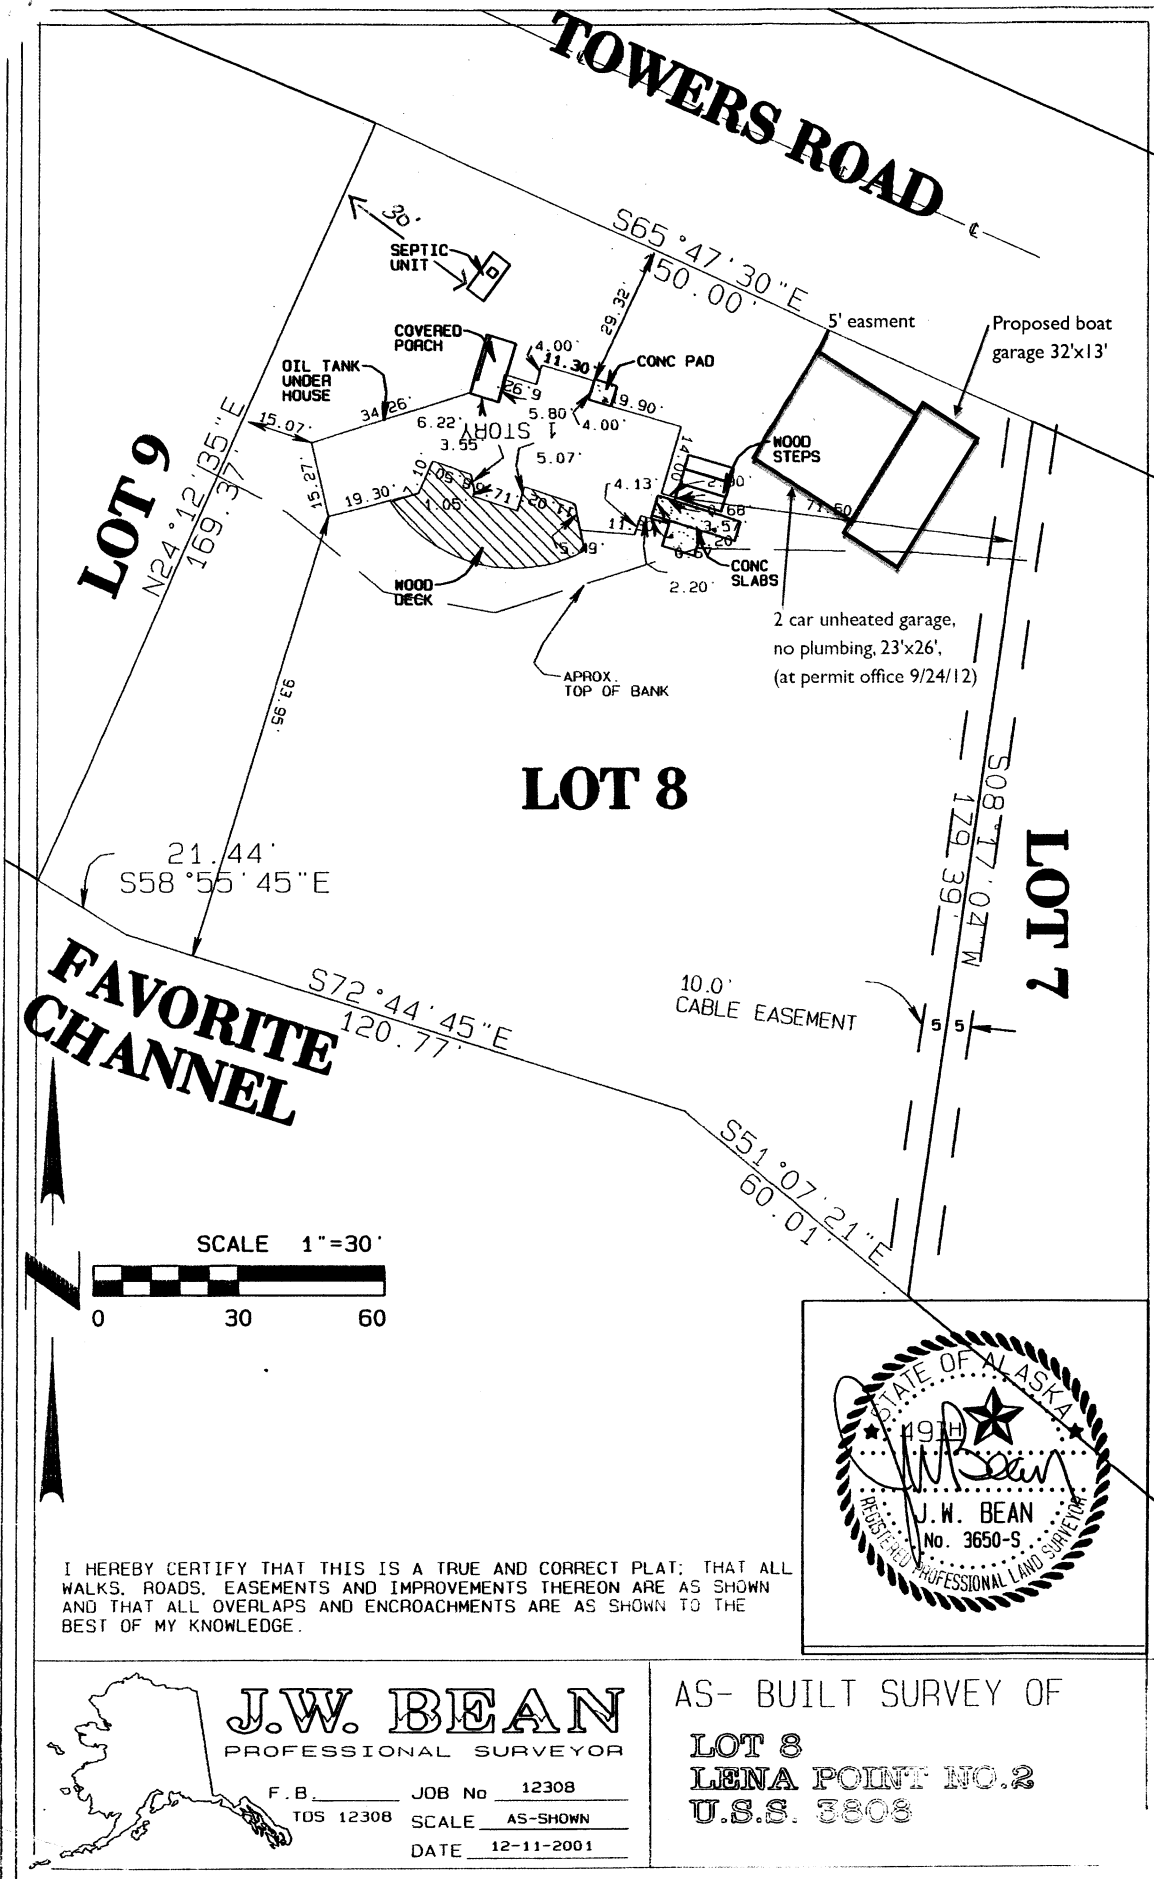 TOWERS ROAD
℄
℄
℄
S65°47'30"E
150.00'
30'
SEPTIC
UNIT
29.32'
5' easment
Proposed boat
garage 32'x13'
COVERED
PORCH
4.00'
11.30'
CONC PAD
OIL TANK
UNDER
HOUSE
26.9
19.90'
15.07'
34.26'
6.22'
5.80'
4.00'
1 STORY
3.55'
5.07'
14.00'
WOOD
STEPS
LOT 9
N24°12'35"E
169.37'
15.27'
19.30'
1.05'
4.13'
71.50
3.57'
WOOD
DECK
CONC
SLABS
2.20'
2 car unheated garage,
no plumbing, 23'x26',
(at permit office 9/24/12)
APROX.
TOP OF BANK
93.95'
LOT 8
S08°17'04"W
179.39'
LOT 7
21.44'
S58°55'45"E
FAVORITE
CHANNEL
S72°44'45"E
120.77'
10.0'
CABLE EASEMENT
5 5
S51°07'21"E
60.01'
SCALE 1"=30'
0 30 60
STATE OF ALASKA
49TH
J.W. BEAN
No. 3650-S
REGISTERED PROFESSIONAL LAND SURVEYOR
I HEREBY CERTIFY THAT THIS IS A TRUE AND CORRECT PLAT; THAT ALL
WALKS, ROADS, EASEMENTS AND IMPROVEMENTS THEREON ARE AS SHOWN
AND THAT ALL OVERLAPS AND ENCROACHMENTS ARE AS SHOWN TO THE
BEST OF MY KNOWLEDGE.
J.W. BEAN
PROFESSIONAL SURVEYOR
F.B.
JOB No 12308
TDS 12308
SCALE AS-SHOWN
DATE 12-11-2001
AS- BUILT SURVEY OF
LOT 8
LENA POINT NO.2
U.S.S. 3808